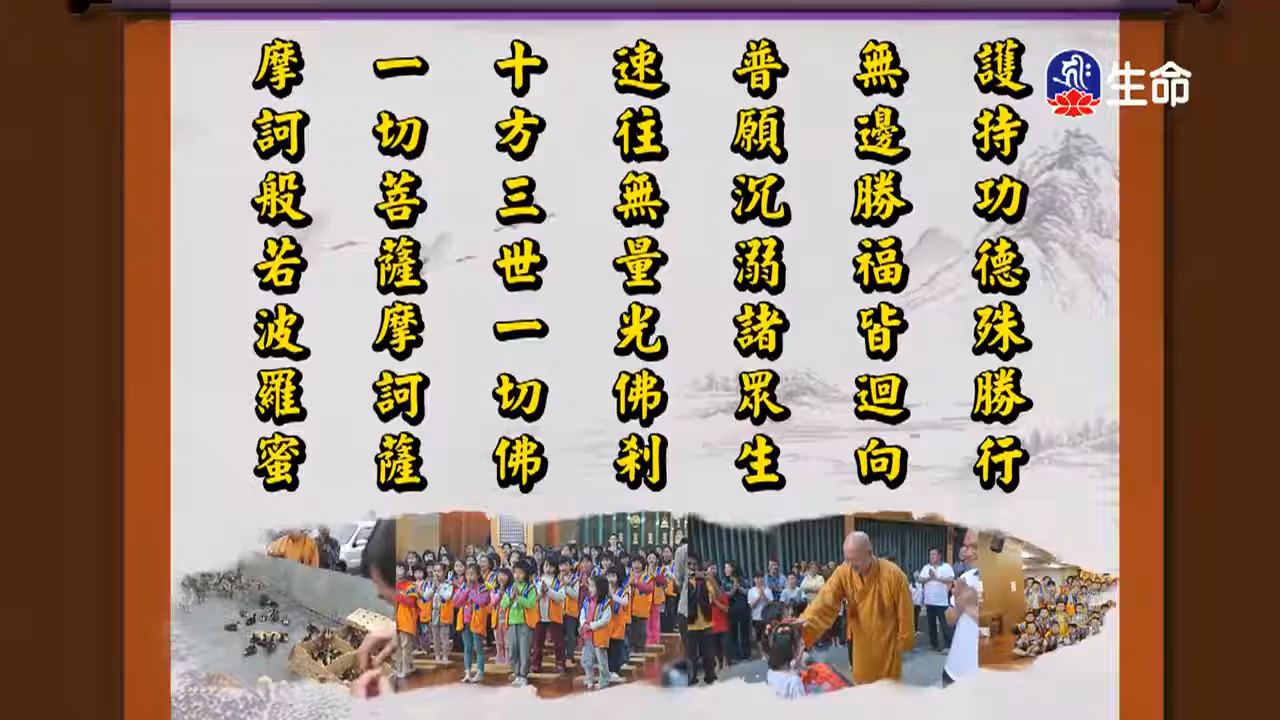 護持功德殊勝行
無邊勝福皆迴向
普願沉溺諸眾生
速往無量光佛剎
十方三世一切佛
一切菩薩摩訶薩
摩訶般若波羅蜜
生命